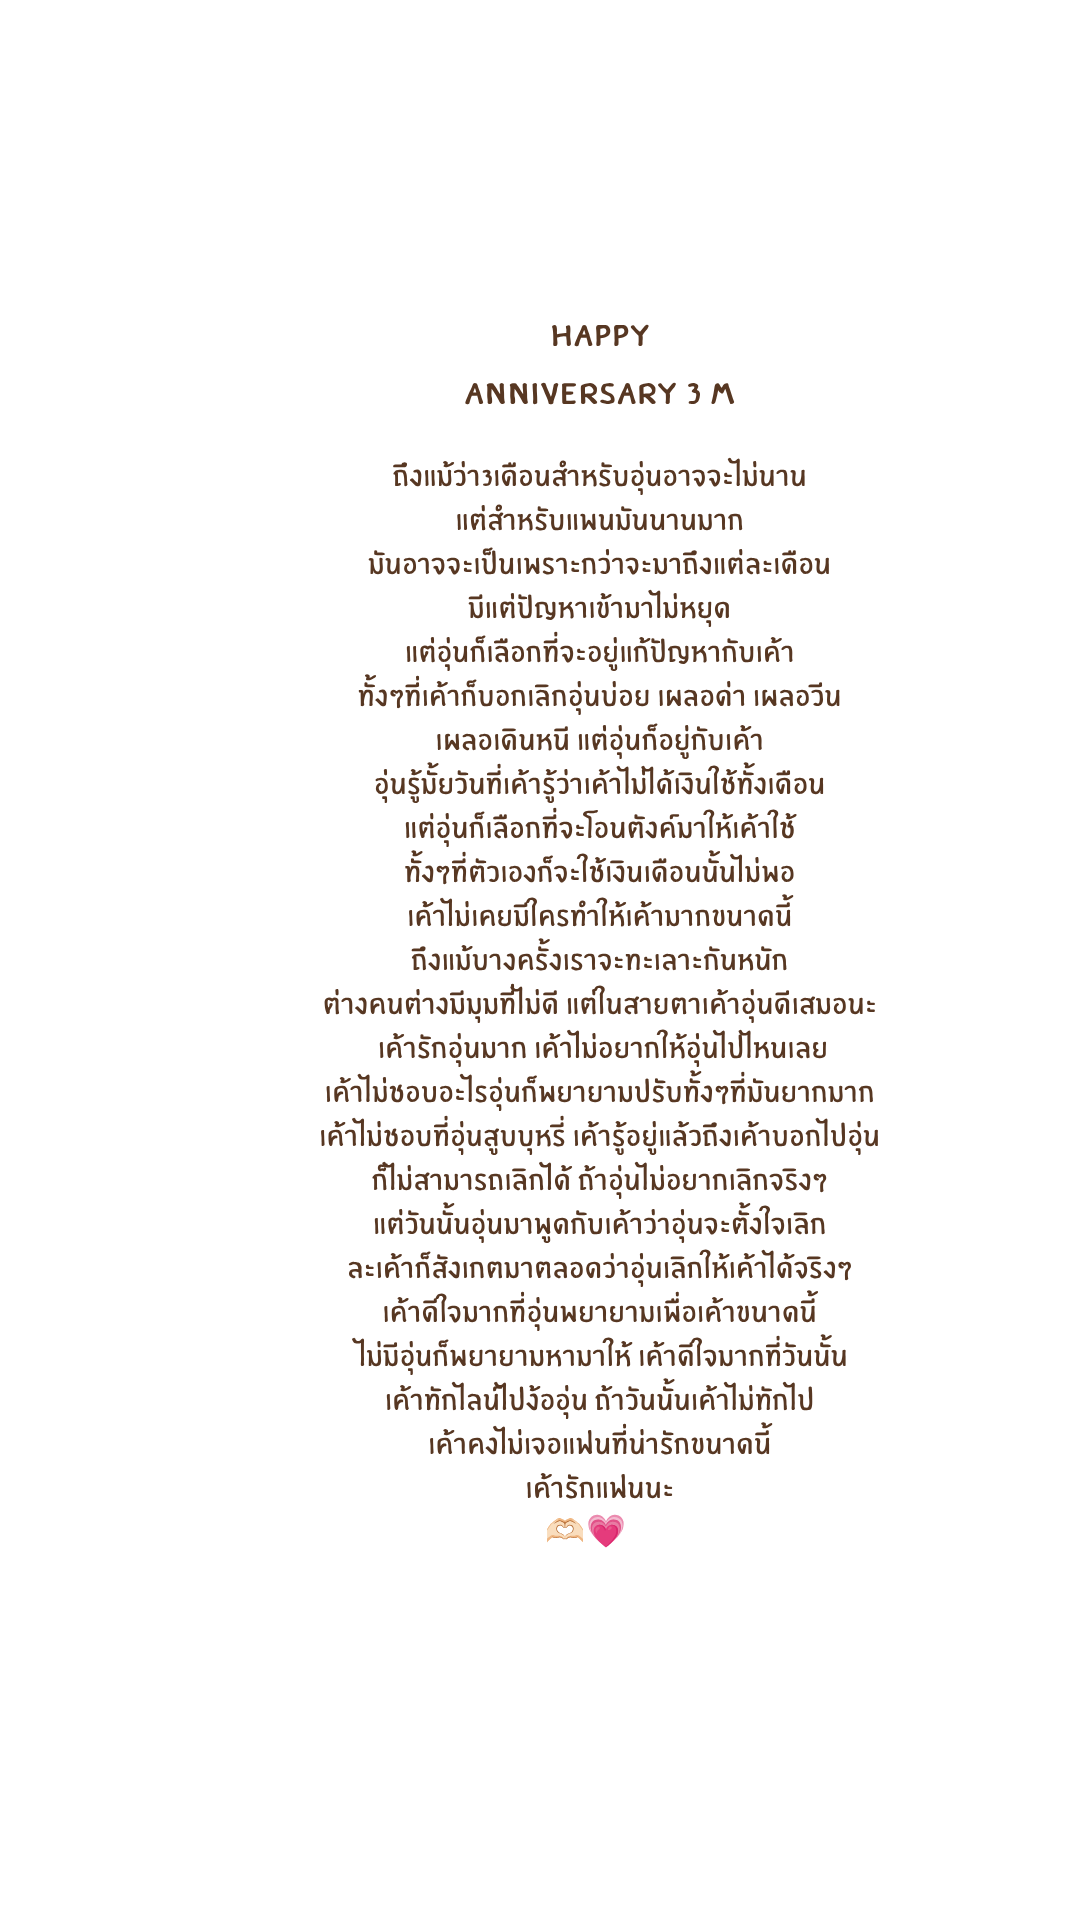 HAPPY
ANNIVERSARY 3 M
ถึงแม้ว่า3เดือนสำหรับอุ่นอาจจะไม่นาน
แต่สำหรับแพนมันนานมาก
มันอาจจะเป็นเพราะกว่าจะมาถึงแต่ละเดือน
มีแต่ปัญหาเข้ามาไม่หยุด
แต่อุ่นก็เลือกที่จะอยู่แก้ปัญหากับเค้า
ทั้งๆที่เค้าก็บอกเลิกอุ่นบ่อย เผลอด่า เผลอวีน
เผลอเดินหนี แต่อุ่นก็อยู่กับเค้า
อุ่นรู้มั้ยวันที่เค้ารู้ว่าเค้าไม่ได้เงินใช้ทั้งเดือน
แต่อุ่นก็เลือกที่จะโอนตังค์มาให้เค้าใช้
ทั้งๆที่ตัวเองก็จะใช้เงินเดือนนั้นไม่พอ
เค้าไม่เคยมีใครทำให้เค้ามากขนาดนี้
ถึงแม้บางครั้งเราจะทะเลาะกันหนัก
ต่างคนต่างมีมุมที่ไม่ดี แต่ในสายตาเค้าอุ่นดีเสมอนะ
เค้ารักอุ่นมาก เค้าไม่อยากให้อุ่นไปไหนเลย
เค้าไม่ชอบอะไรอุ่นก็พยายามปรับทั้งๆที่มันยากมาก
เค้าไม่ชอบที่อุ่นสูบบุหรี่ เค้ารู้อยู่แล้วถึงเค้าบอกไปอุ่น
ก็ไม่สามารถเลิกได้ ถ้าอุ่นไม่อยากเลิกจริงๆ
แต่วันนั้นอุ่นมาพูดกับเค้าว่าอุ่นจะตั้งใจเลิก
ละเค้าก็สังเกตมาตลอดว่าอุ่นเลิกให้เค้าได้จริงๆ
เค้าดีใจมากที่อุ่นพยายามเพื่อเค้าขนาดนี้
ไม่มีอุ่นก็พยายามหามาให้ เค้าดีใจมากที่วันนั้น
เค้าทักไลน์ไปง้ออุ่น ถ้าวันนั้นเค้าไม่ทักไป
เค้าคงไม่เจอแฟนที่น่ารักขนาดนี้
เค้ารักแฟนนะ
🫶🏻💗